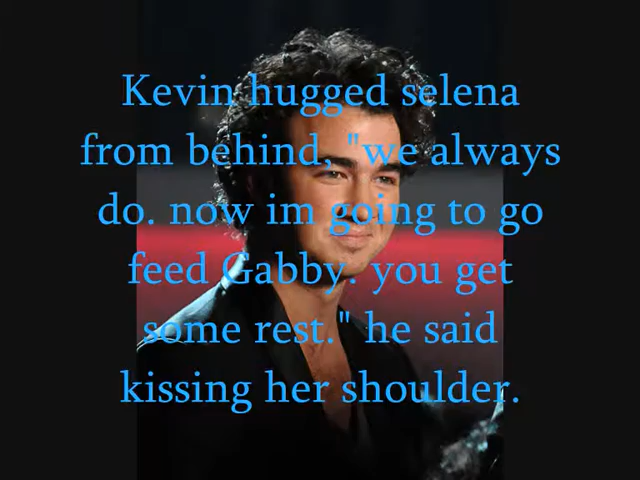 Kevin hugged selena
from behind, "we always
do. now im going to go
feed Gabby. you get
some rest." he said
kissing her shoulder.